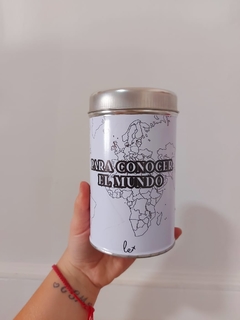 PARA CONOCER
EL MUNDO
lex